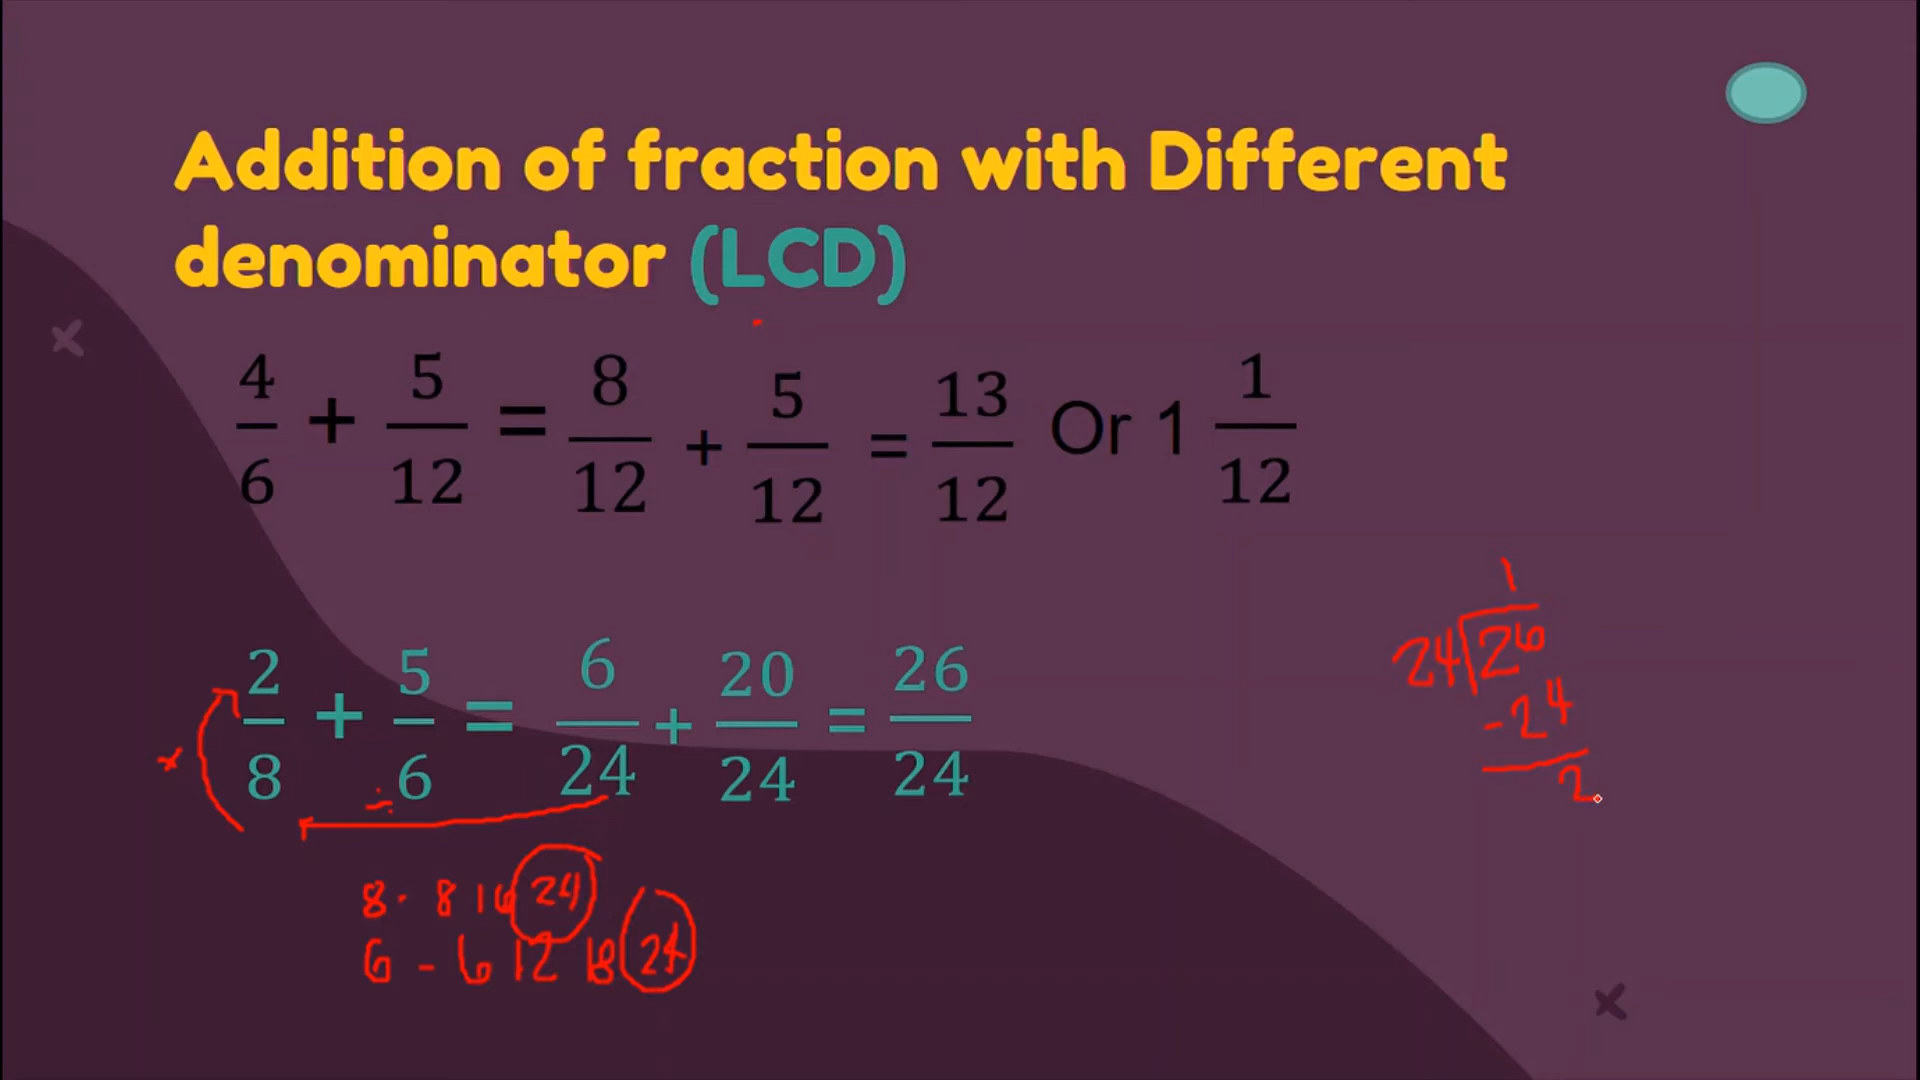 Addition of fraction with Different
denominator (LCD)
4/6 + 5/12 = 8/12 + 5/12 = 13/12 Or 1 1/12
2/8 + 5/6 = 6/24 + 20/24 = 26/24
×
÷
8 · 8 16 24
6 - 6 12 18 24
1
24 26
-24
2